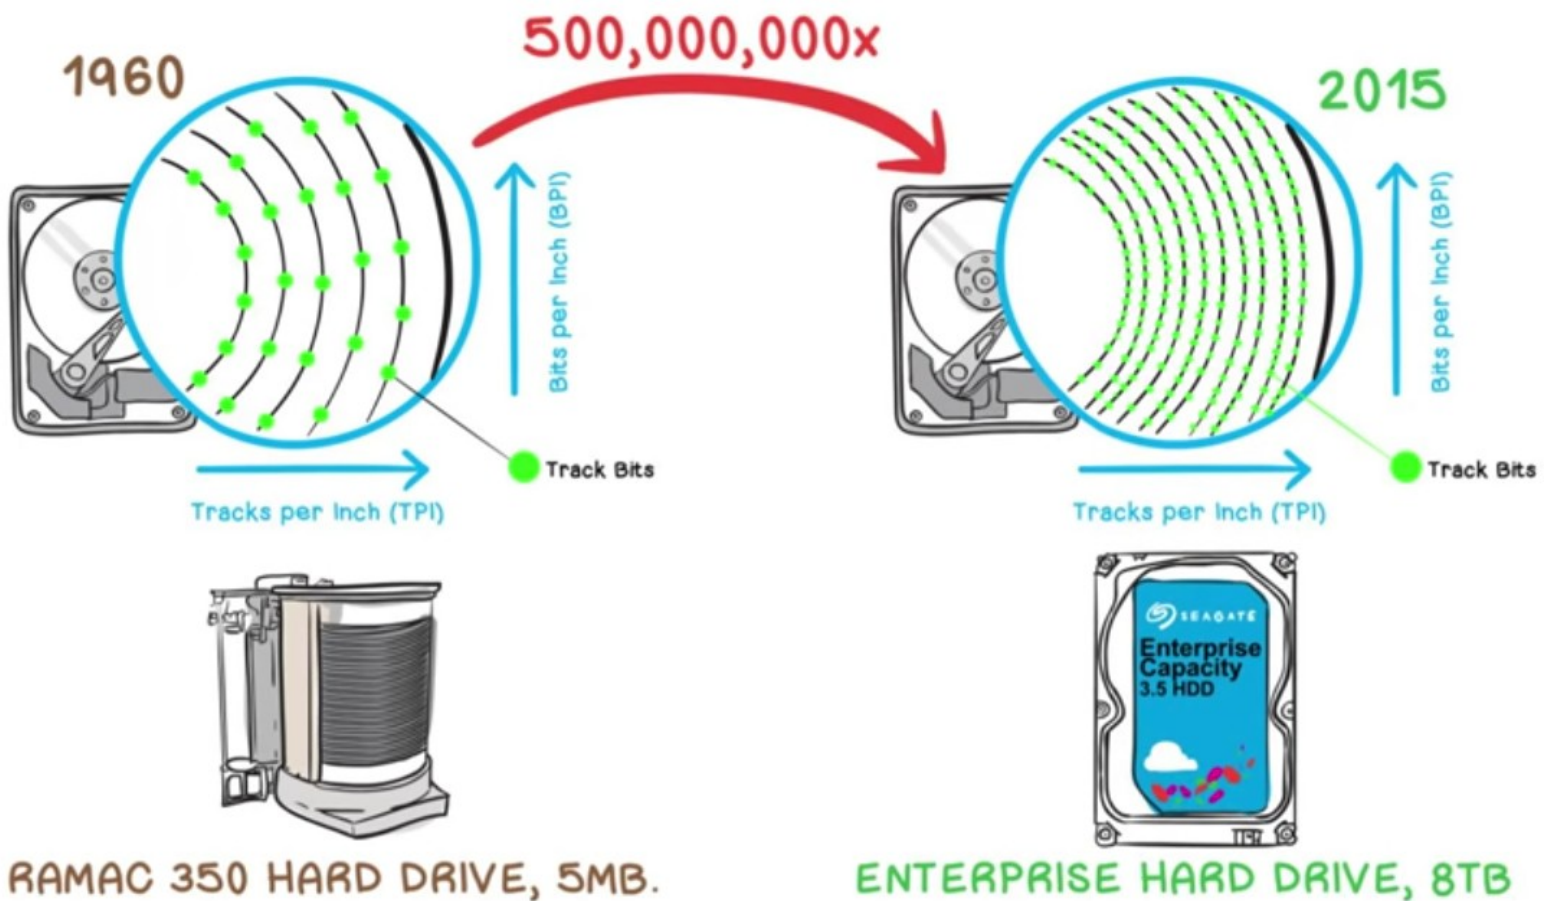 500,000,000x
1960
2015
Bits per Inch (BPI)
Bits per Inch (BPI)
Track Bits
Track Bits
Tracks per Inch (TPI)
Tracks per Inch (TPI)
SEAGATE
Enterprise
Capacity
3.5 HDD
RAMAC 350 HARD DRIVE, 5MB.
ENTERPRISE HARD DRIVE, 8TB